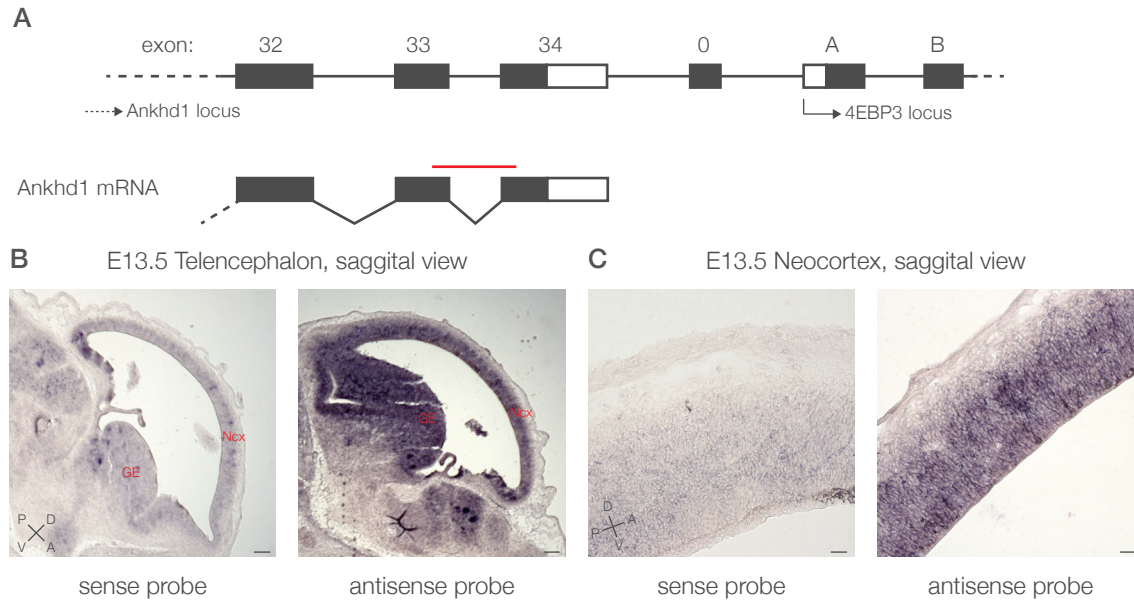 A
exon: 32 33 34 0 A B
Ankhd1 locus 4EBP3 locus
Ankhd1 mRNA
B E13.5 Telencephalon, saggital view
C E13.5 Neocortex, saggital view
Ncx
GE
P D
V A
sense probe
GE
Ncx
antisense probe
D
P A
V
sense probe
antisense probe